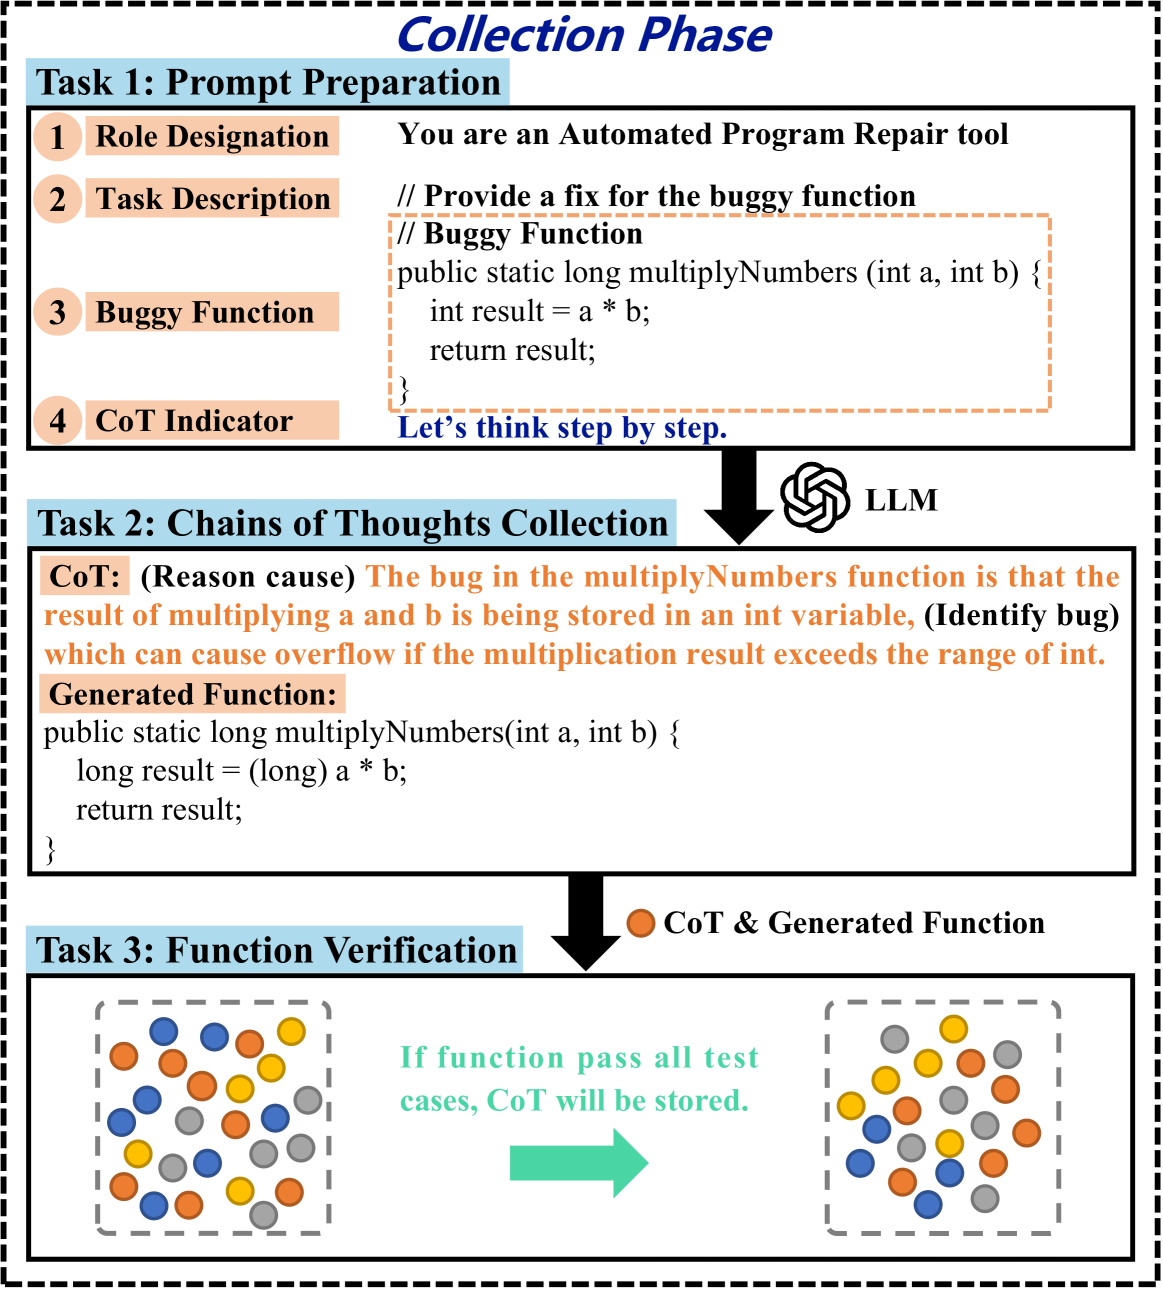 Collection Phase
Task 1: Prompt Preparation
1 Role Designation You are an Automated Program Repair tool
2 Task Description // Provide a fix for the buggy function
// Buggy Function
public static long multiplyNumbers (int a, int b) {
3 Buggy Function int result = a * b;
return result;
}
4 CoT Indicator Let’s think step by step.
LLM
Task 2: Chains of Thoughts Collection
CoT: (Reason cause) The bug in the multiplyNumbers function is that the
result of multiplying a and b is being stored in an int variable, (Identify bug)
which can cause overflow if the multiplication result exceeds the range of int.
Generated Function:
public static long multiplyNumbers(int a, int b) {
long result = (long) a * b;
return result;
}
CoT & Generated Function
Task 3: Function Verification
If function pass all test
cases, CoT will be stored.